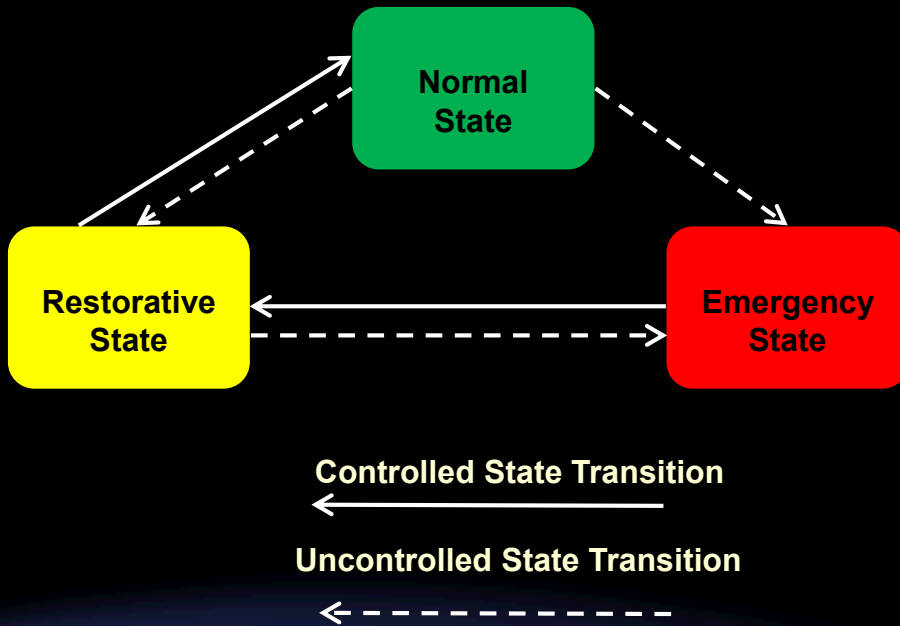 Normal
State
Restorative
State
Emergency
State
Controlled State Transition
Uncontrolled State Transition